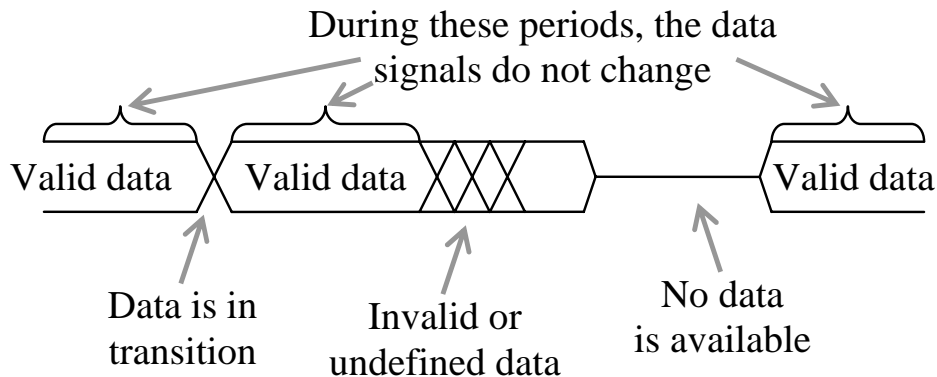 During these periods, the data
signals do not change
Valid data
Valid data
Valid data
Data is in
transition
Invalid or
undefined data
No data
is available